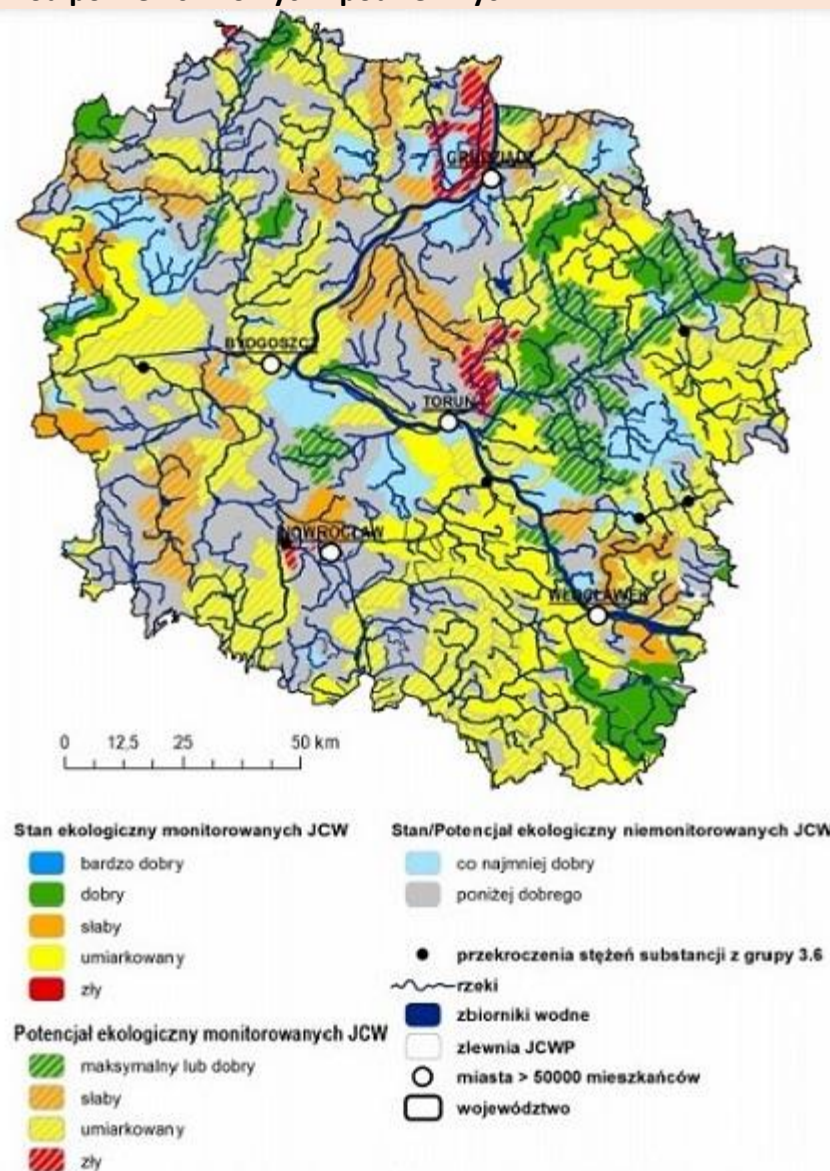 GRUDZIĄDZ
BYDGOSZCZ
TORUŃ
INOWROCŁAW
WŁOCŁAWEK
0 12,5 25 50 km
Stan ekologiczny monitorowanych JCW
bardzo dobry
dobry
słaby
umiarkowany
zły
Potencjał ekologiczny monitorowanych JCW
maksymalny lub dobry
słaby
umiarkowany
zły
Stan/Potencjał ekologiczny niemonitorowanych JCW
co najmniej dobry
poniżej dobrego
przekroczenia stężeń substancji z grupy 3.6
rzeki
zbiorniki wodne
zlewnia JCWP
miasta > 50000 mieszkańców
województwo